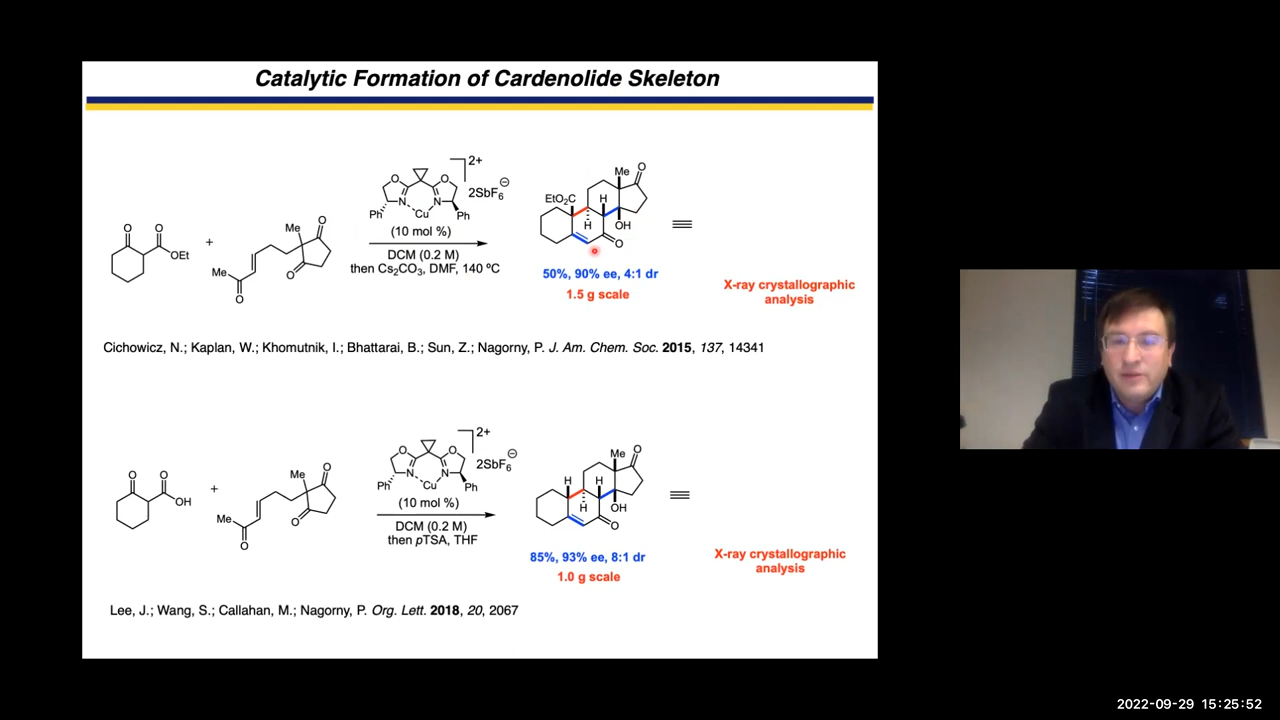 Catalytic Formation of Cardenolide Skeleton
O
O
OEt
+
Me
O
O
Me
O
O
O
N
N
Cu
Ph
Ph
2+
2SbF6⊖
(10 mol %)
DCM (0.2 M)
then Cs2CO3, DMF, 140 ºC
Me
O
EtO2C
H
H
OH
O
50%, 90% ee, 4:1 dr
1.5 g scale
X-ray crystallographic
analysis
Cichowicz, N.; Kaplan, W.; Khomutnik, I.; Bhattarai, B.; Sun, Z.; Nagorny, P. J. Am. Chem. Soc. 2015, 137, 14341
O
O
OH
+
Me
O
O
Me
O
O
O
N
N
Cu
Ph
Ph
2+
2SbF6⊖
(10 mol %)
DCM (0.2 M)
then pTSA, THF
Me
O
H
H
H
OH
O
85%, 93% ee, 8:1 dr
1.0 g scale
X-ray crystallographic
analysis
Lee, J.; Wang, S.; Callahan, M.; Nagorny, P. Org. Lett. 2018, 20, 2067
2022-09-29 15:25:52